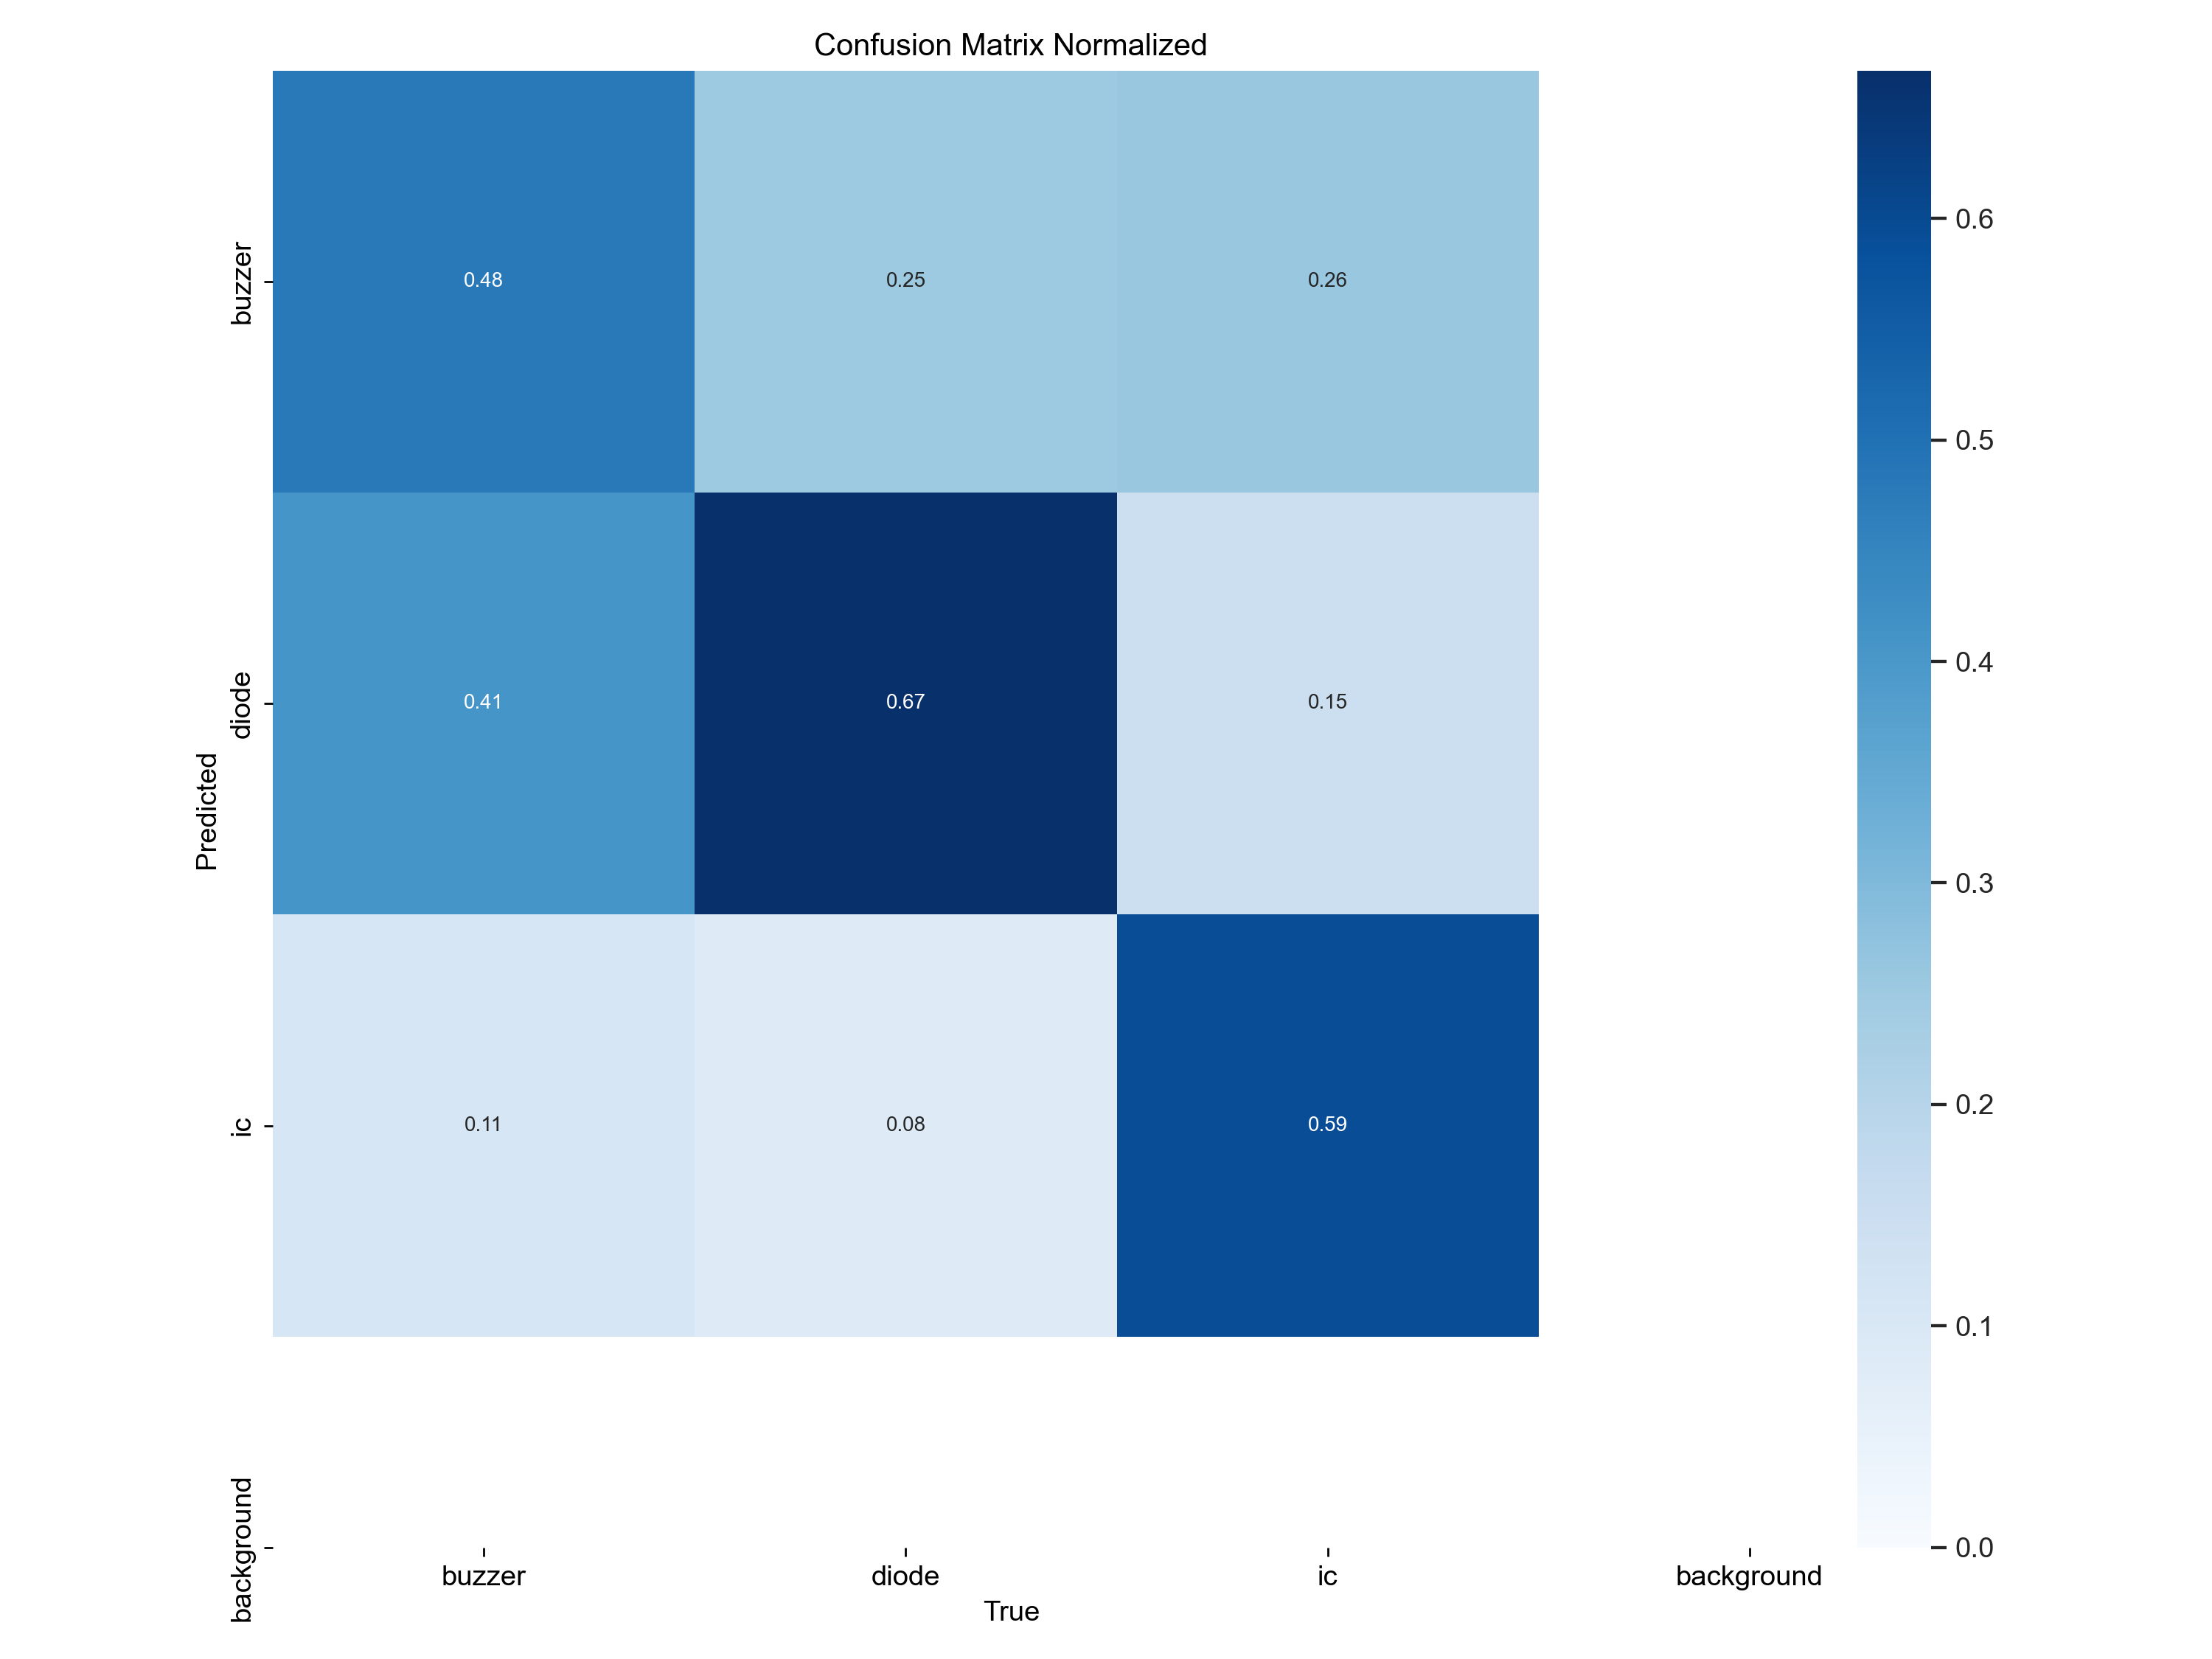 Confusion Matrix Normalized
buzzer
0.48
0.25
0.26
0.6
0.5
diode
0.41
0.67
0.15
0.4
Predicted
0.3
ic
0.11
0.08
0.59
0.2
0.1
background
0.0
buzzer
diode
ic
background
True